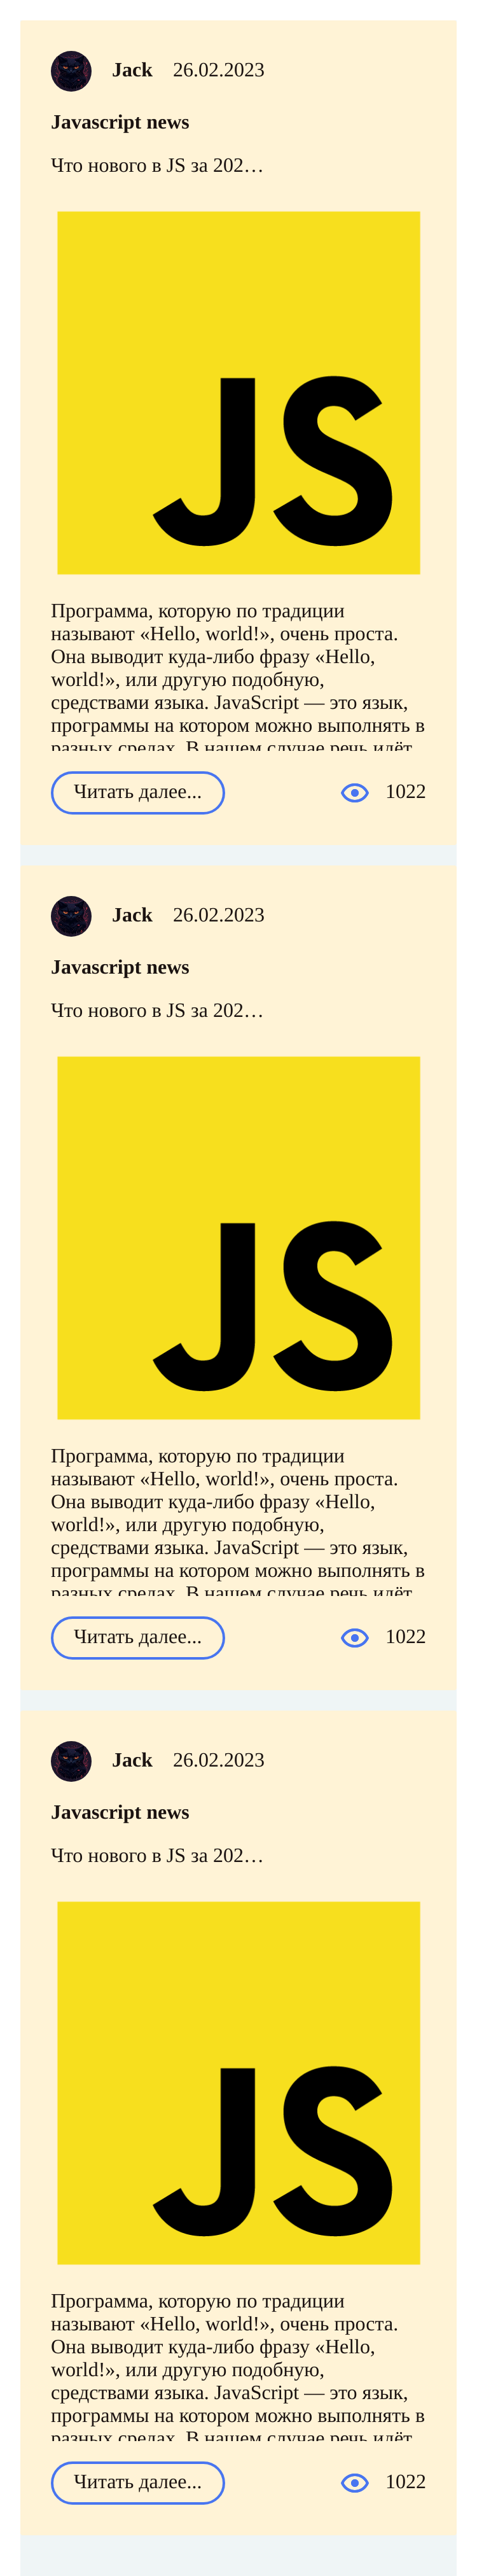 Jack 26.02.2023
Javascript news
Что нового в JS за 202…
JS
Программа, которую по традиции
называют «Hello, world!», очень проста.
Она выводит куда-либо фразу «Hello,
world!», или другую подобную,
средствами языка. JavaScript — это язык,
программы на котором можно выполнять в
разных средах. В нашем случае речь идёт
Читать далее... 1022
Jack 26.02.2023
Javascript news
Что нового в JS за 202…
JS
Программа, которую по традиции
называют «Hello, world!», очень проста.
Она выводит куда-либо фразу «Hello,
world!», или другую подобную,
средствами языка. JavaScript — это язык,
программы на котором можно выполнять в
разных средах. В нашем случае речь идёт
Читать далее... 1022
Jack 26.02.2023
Javascript news
Что нового в JS за 202…
JS
Программа, которую по традиции
называют «Hello, world!», очень проста.
Она выводит куда-либо фразу «Hello,
world!», или другую подобную,
средствами языка. JavaScript — это язык,
программы на котором можно выполнять в
разных средах. В нашем случае речь идёт
Читать далее... 1022